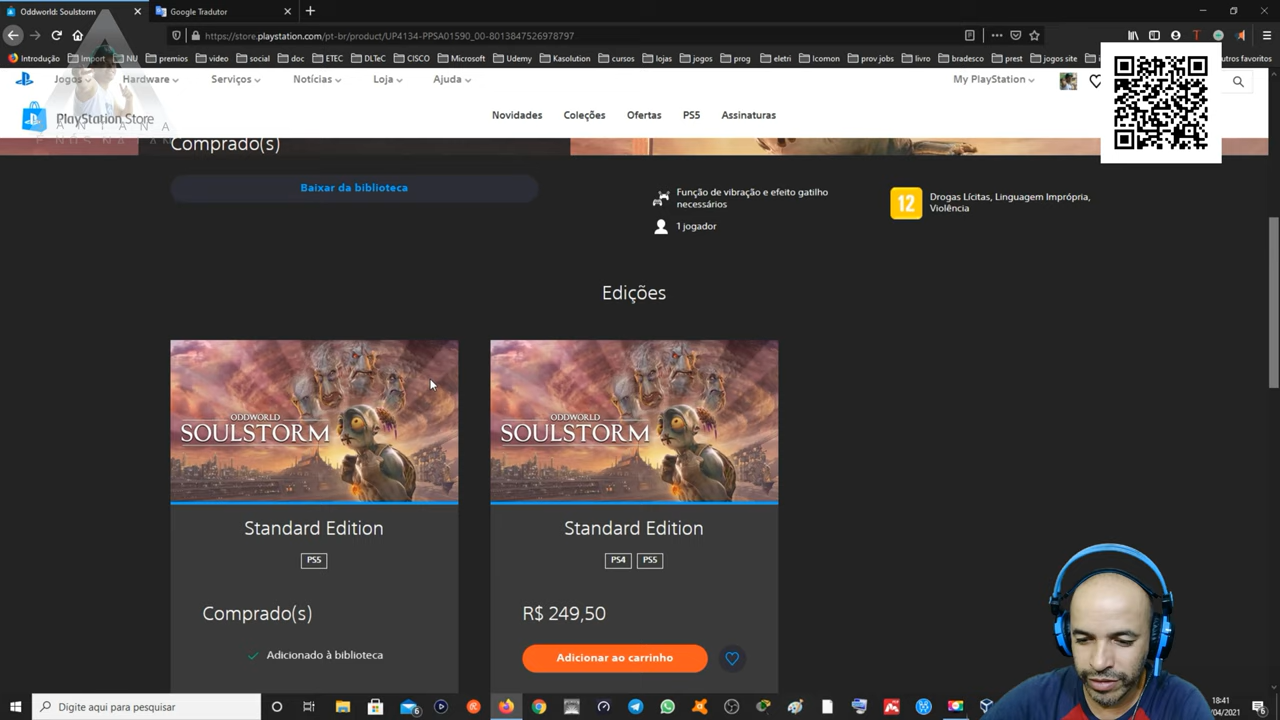 Oddworld: Soulstorm
Google Tradutor
https://store.playstation.com/pt-br/product/UP4134-PPSA01590_00-8013847526978797
Introdução
Import
NU
premios
video
social
doc
ETEC
DLTeC
CISCO
Microsoft
Udemy
Kasolution
cursos
lojas
jogos
prog
eletri
Icomon
prov jobs
livro
bradesco
prest
jogos site
outros favoritos
Jogos
Hardware
Serviços
Notícias
Loja
Ajuda
My PlayStation
PlayStation Store
Novidades
Coleções
Ofertas
PS5
Assinaturas
Comprado(s)
Baixar da biblioteca
Função de vibração e efeito gatilho
necessários
1 jogador
12
Drogas Lícitas, Linguagem Imprópria,
Violência
Edições
ODDWORLD
SOULSTORM
Standard Edition
PS5
Comprado(s)
Adicionado à biblioteca
ODDWORLD
SOULSTORM
Standard Edition
PS4 PS5
R$ 249,50
Adicionar ao carrinho
Digite aqui para pesquisar
18:41
/04/2021